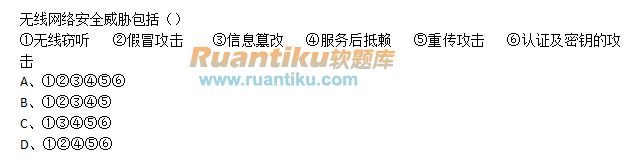 无线网络安全威胁包括（）
①无线窃听 ②假冒攻击 ③信息篡改 ④服务后抵赖 ⑤重传攻击 ⑥认证及密钥的攻
击
A、①②③④⑤⑥
B、①②③④⑤
C、①③④⑤⑥
D、①②④⑤⑥
Ruantiku软题库
www.Ruantiku.com